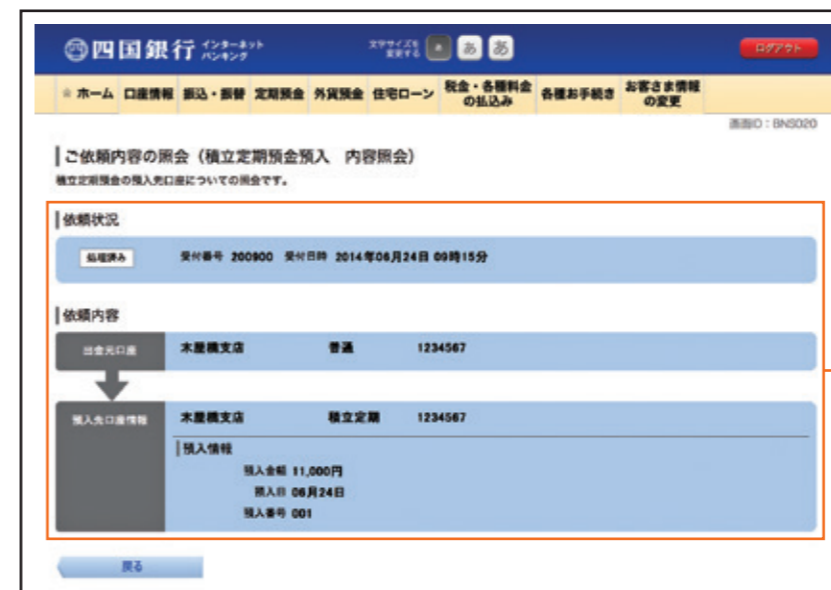 四国銀行 インターネットバンキング 文字サイズを変更する あ あ あ ログアウト
ホーム 口座情報 振込・振替 定期預金 外貨預金 住宅ローン 税金・各種料金の払込み 各種お手続き お客さま情報の変更
画面ID:BNS020
ご依頼内容の照会(積立定期預金預入 内容照会)
積立定期預金の預入先口座についての照会です。
依頼状況
処理済み 受付番号 200900 受付日時 2014年06月24日 09時15分
依頼内容
出金元口座 木屋橋支店 普通 1234567
預入先口座情報 木屋橋支店 積立定期 1234567
預入情報
預入金額 11,000円
預入日 06月24日
預入番号 001
戻る